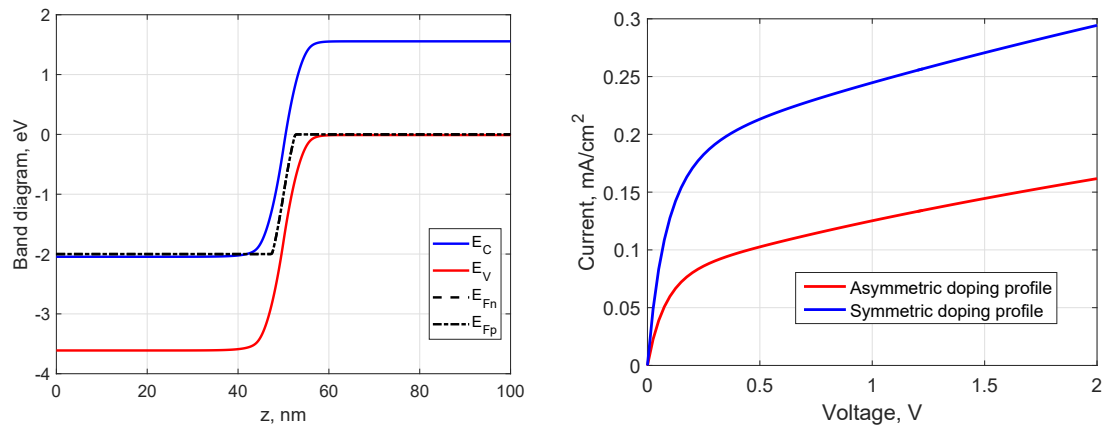 Band diagram, eV
2
1
0
-1
-2
-3
-4
0
20
40
60
80
100
z, nm
E_C
E_V
E_Fn
E_Fp
Current, mA/cm²
0.3
0.25
0.2
0.15
0.1
0.05
0
0
0.5
1
1.5
2
Voltage, V
Asymmetric doping profile
Symmetric doping profile